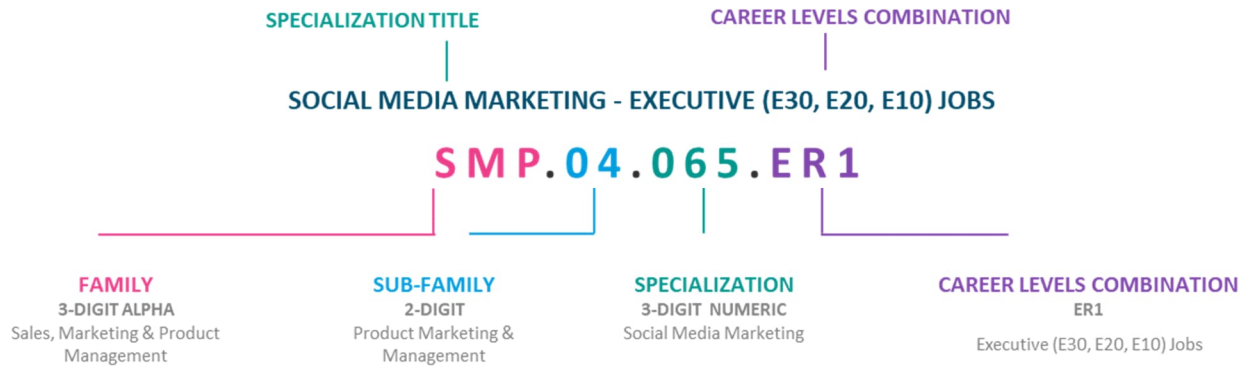 SPECIALIZATION TITLE
CAREER LEVELS COMBINATION
SOCIAL MEDIA MARKETING - EXECUTIVE (E30, E20, E10) JOBS
SMP.04.065.ER1
FAMILY
3-DIGIT ALPHA
Sales, Marketing & Product
Management
SUB-FAMILY
2-DIGIT
Product Marketing &
Management
SPECIALIZATION
3-DIGIT NUMERIC
Social Media Marketing
CAREER LEVELS COMBINATION
ER1
Executive (E30, E20, E10) Jobs